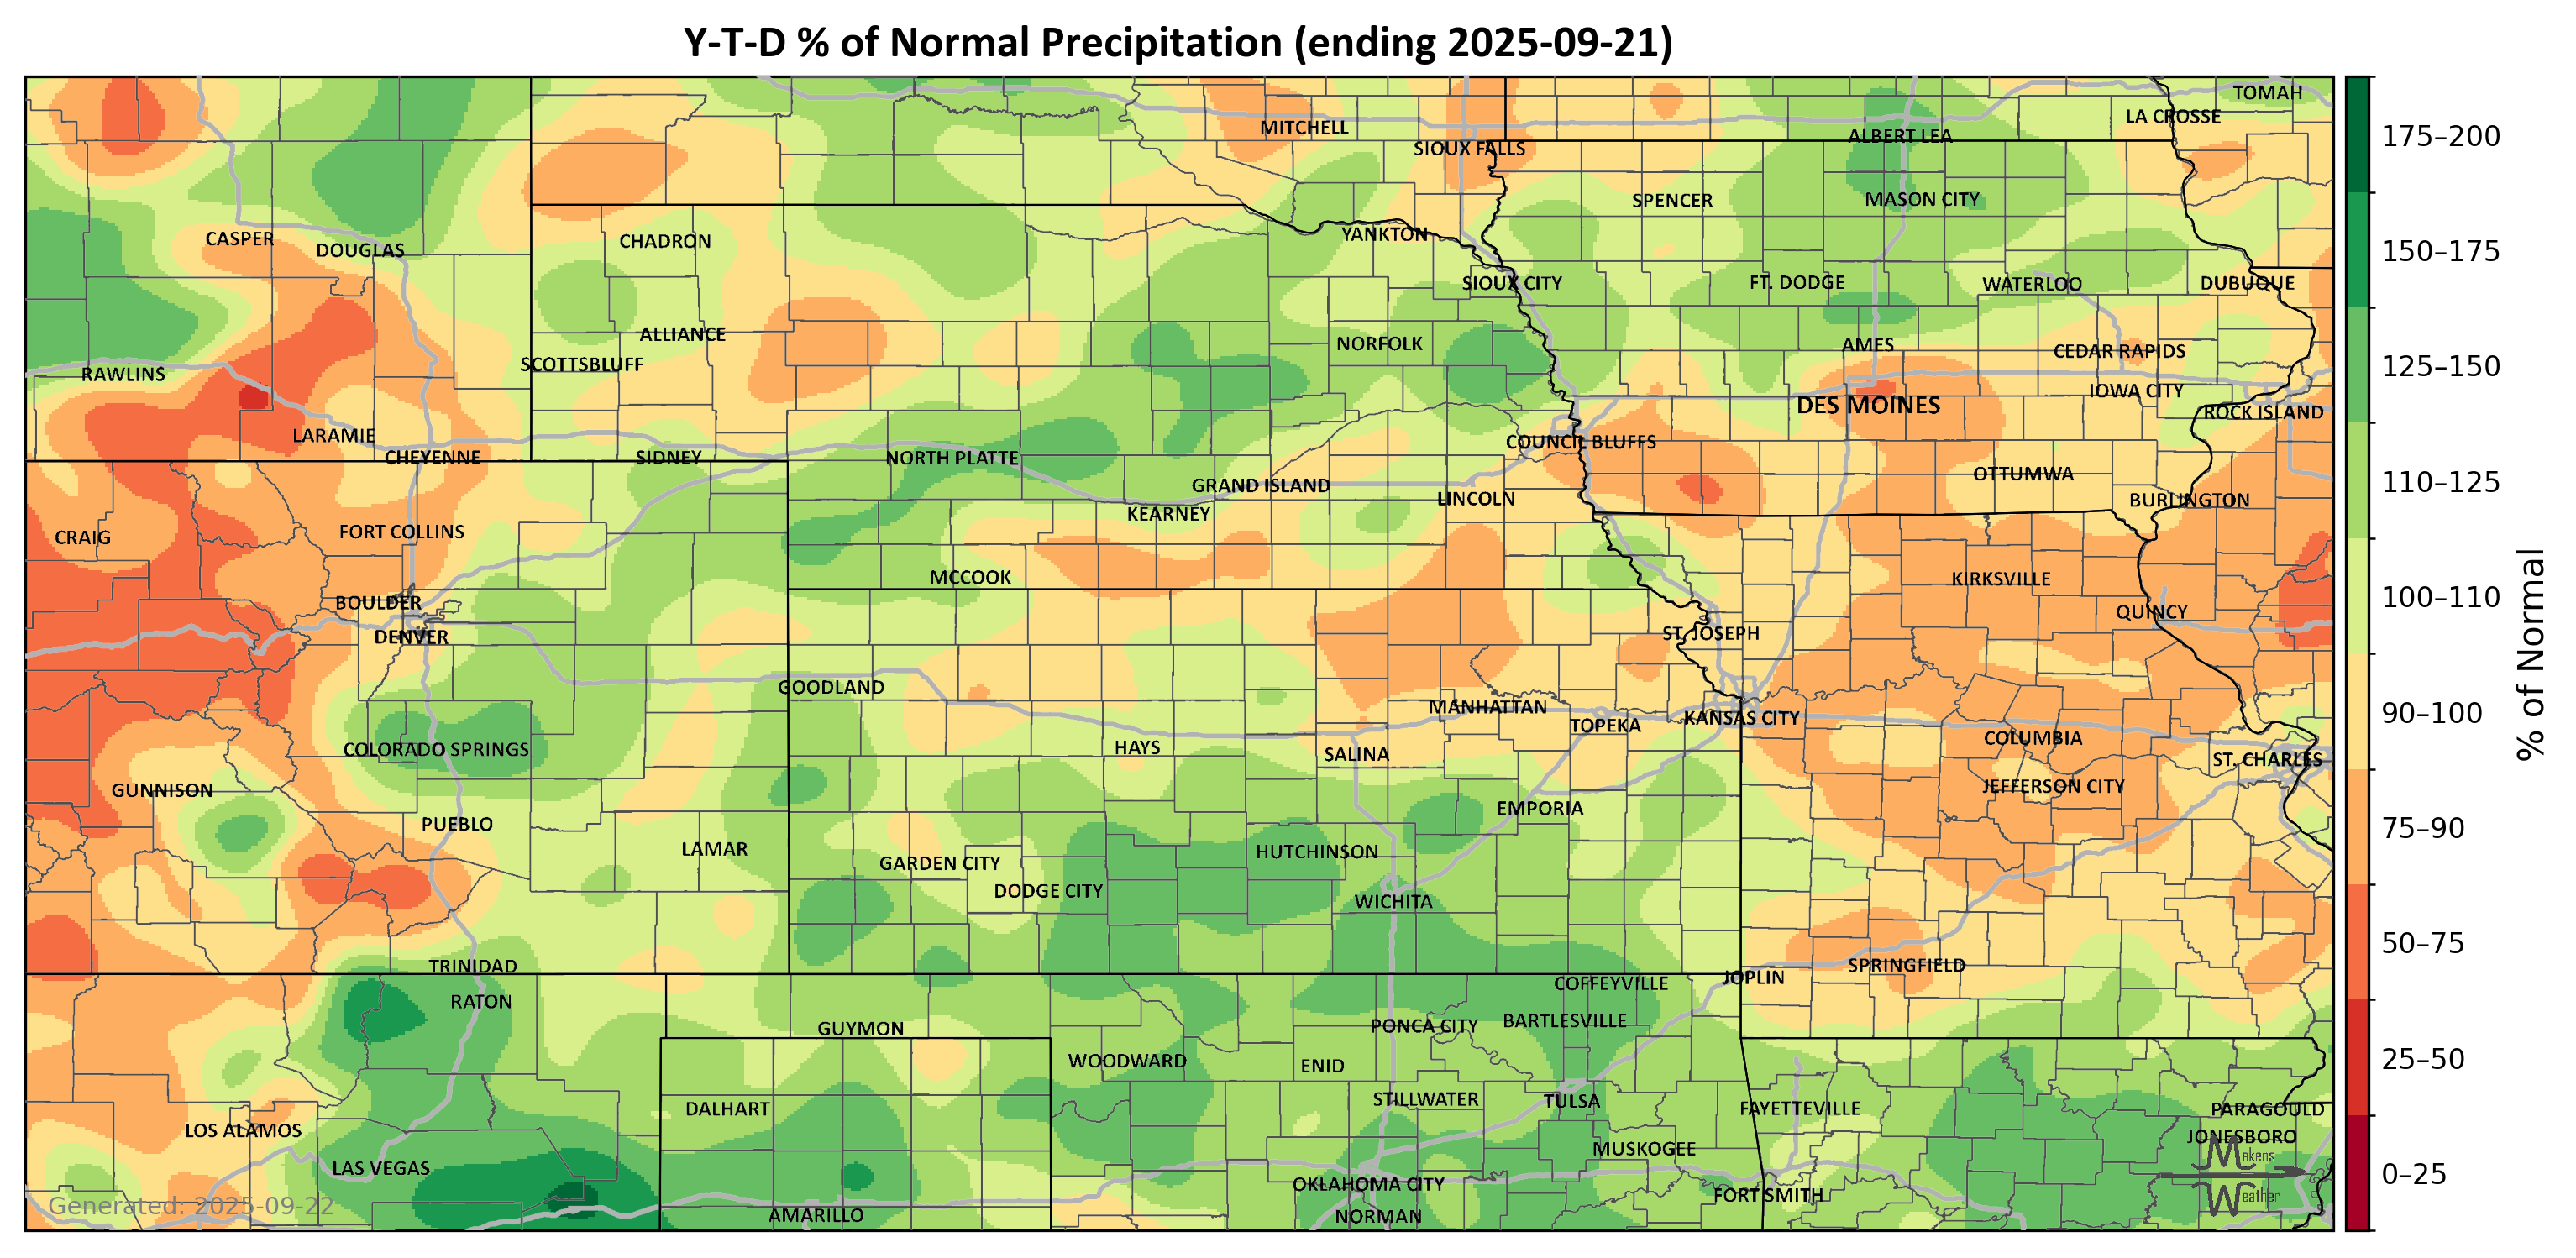 Y-T-D % of Normal Precipitation (ending 2025-09-21)
TOMAH
LA CROSSE
MITCHELL
ALBERT LEA
SIOUX FALLS
SPENCER
MASON CITY
CASPER
DOUGLAS
CHADRON
YANKTON
SIOUX CITY
FT. DODGE
WATERLOO
DUBUQUE
ALLIANCE
NORFOLK
AMES
CEDAR RAPIDS
SCOTTSBLUFF
RAWLINS
IOWA CITY
DES MOINES
ROCK ISLAND
LARAMIE
COUNCIL BLUFFS
CHEYENNE
SIDNEY
NORTH PLATTE
OTTUMWA
GRAND ISLAND
LINCOLN
BURLINGTON
KEARNEY
CRAIG
FORT COLLINS
MCCOOK
KIRKSVILLE
BOULDER
QUINCY
DENVER
ST. JOSEPH
GOODLAND
MANHATTAN
TOPEKA
KANSAS CITY
COLORADO SPRINGS
HAYS
SALINA
COLUMBIA
ST. CHARLES
GUNNISON
JEFFERSON CITY
EMPORIA
PUEBLO
LAMAR
GARDEN CITY
HUTCHINSON
DODGE CITY
WICHITA
TRINIDAD
SPRINGFIELD
JOPLIN
COFFEYVILLE
RATON
GUYMON
PONCA CITY
BARTLESVILLE
WOODWARD
ENID
DALHART
STILLWATER
TULSA
FAYETTEVILLE
PARAGOULD
LOS ALAMOS
JONESBORO
MUSKOGEE
LAS VEGAS
OKLAHOMA CITY
FORT SMITH
AMARILLO
NORMAN
Makens
Weather
Generated: 2025-09-22
175–200
150–175
125–150
110–125
100–110
90–100
75–90
50–75
25–50
0–25
% of Normal